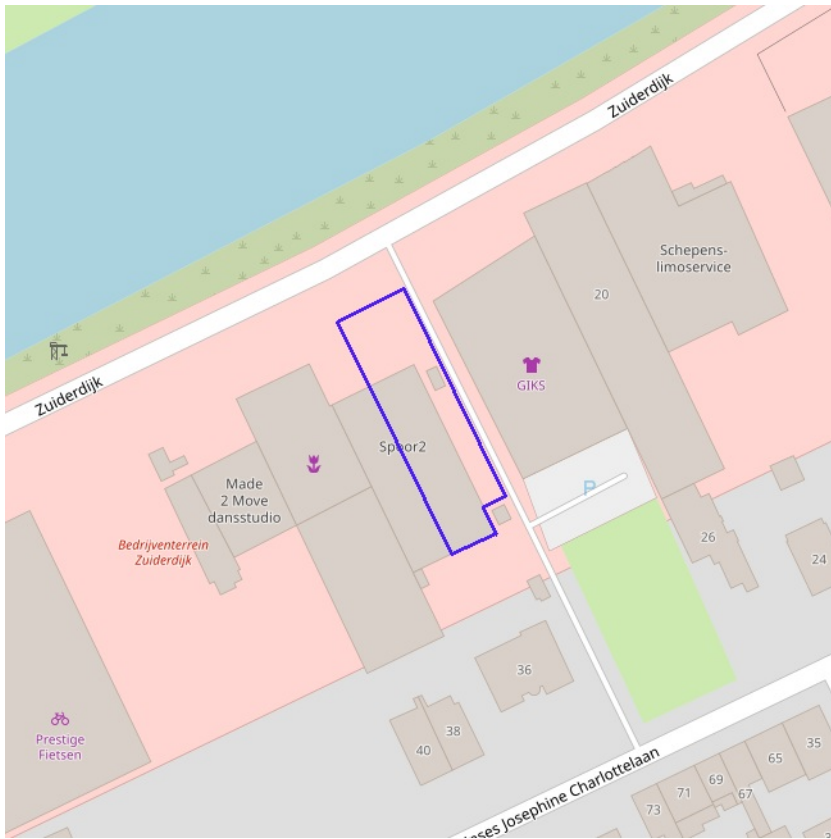 Zuiderdijk
Schepens-
limoservice
20
GIKS
Zuiderdijk
Spoor2
Made
2 Move
dansstudio
P
Bedrijventerrein
Zuiderdijk
26
24
36
Prestige
Fietsen
38
40
35
65
69
67
71
73
nses Josephine Charlottelaan